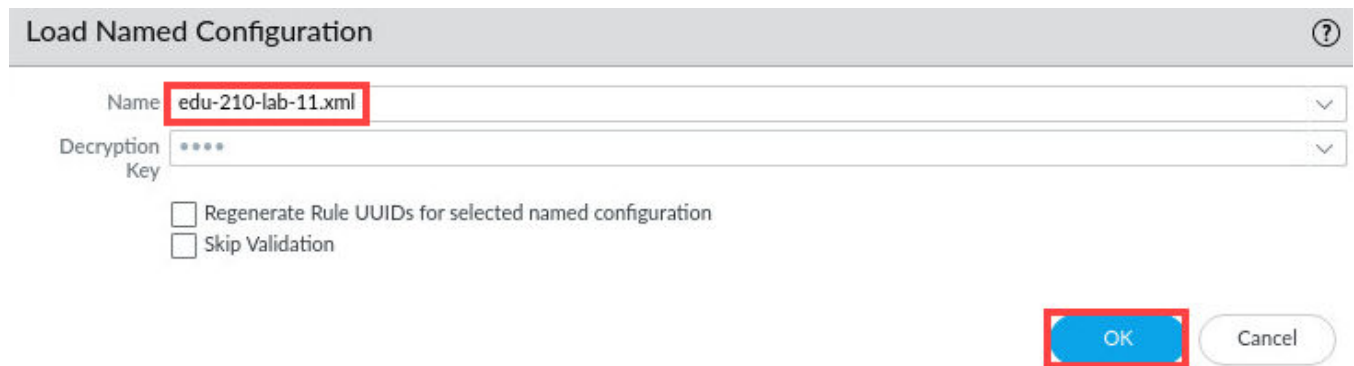 Load Named Configuration ?
Name edu-210-lab-11.xml
Decryption Key ••••
Regenerate Rule UUIDs for selected named configuration
Skip Validation
OK Cancel